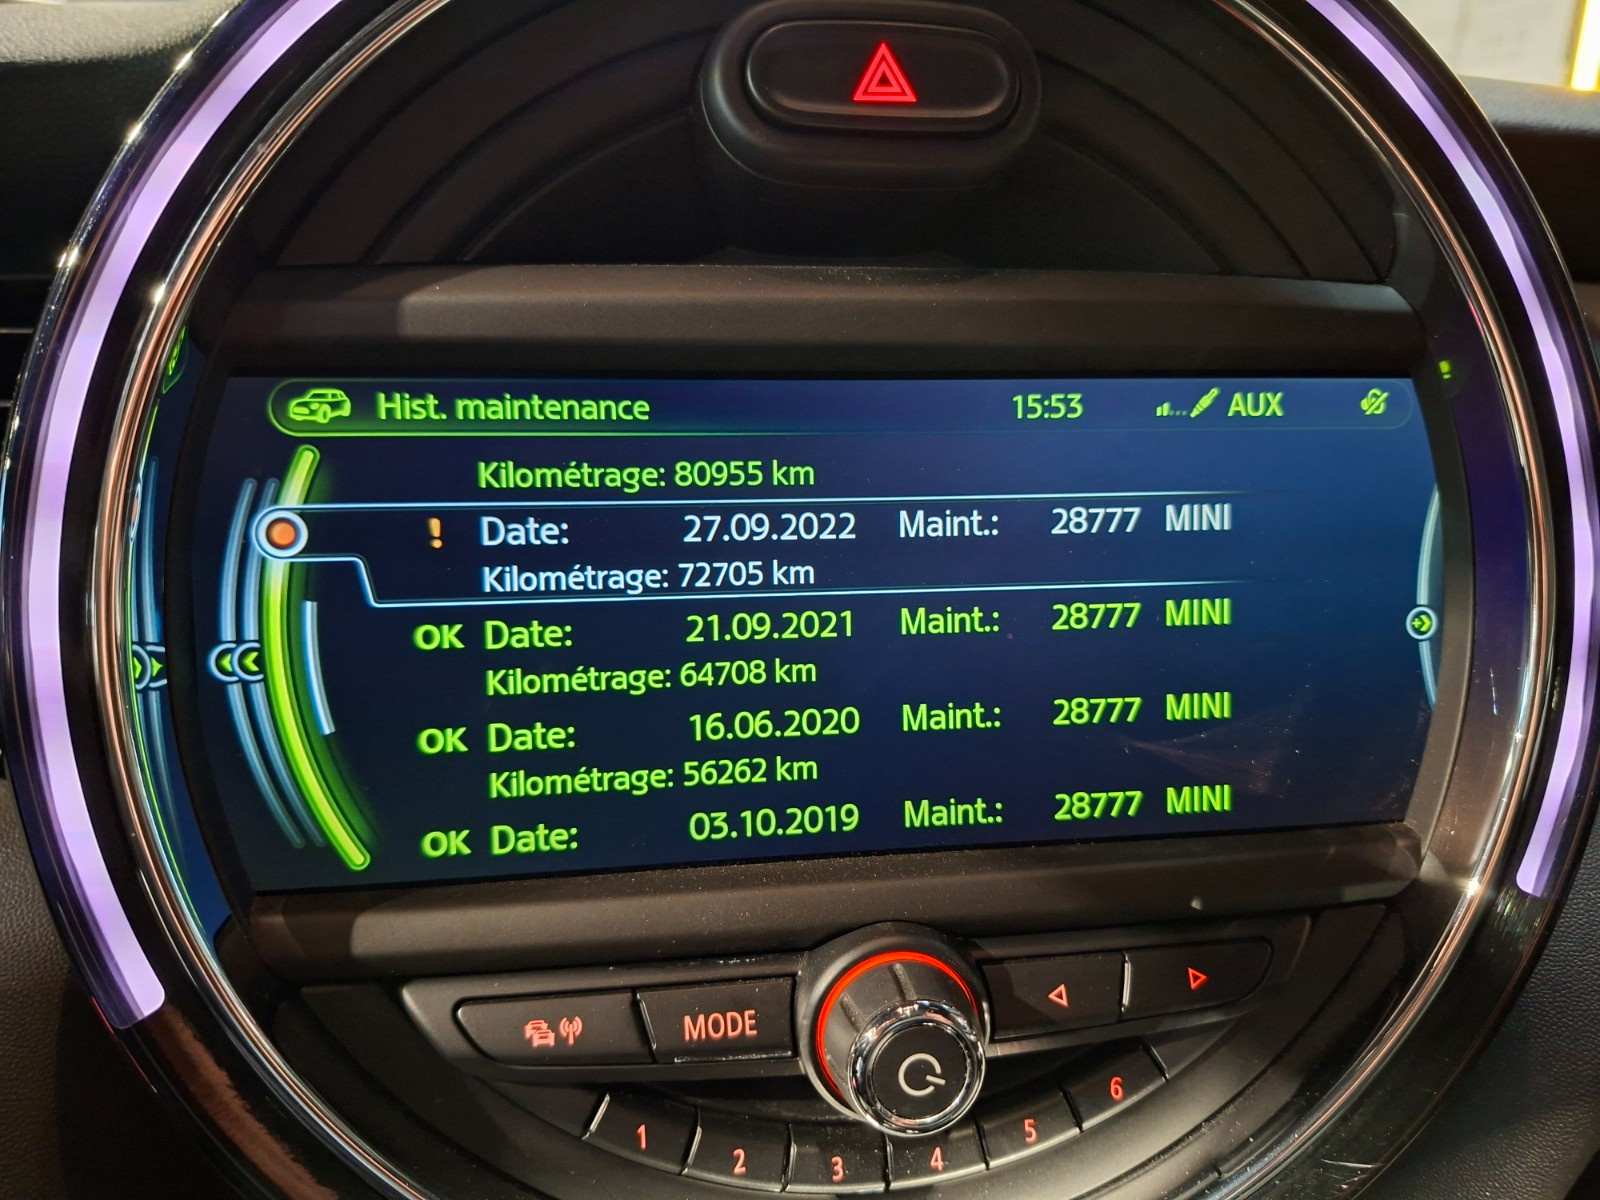 Hist. maintenance 15:53 AUX
Kilométrage: 80955 km
! Date: 27.09.2022 Maint.: 28777 MINI
Kilométrage: 72705 km
OK Date: 21.09.2021 Maint.: 28777 MINI
Kilométrage: 64708 km
OK Date: 16.06.2020 Maint.: 28777 MINI
Kilométrage: 56262 km
OK Date: 03.10.2019 Maint.: 28777 MINI
MODE
1 2 3 4 5 6